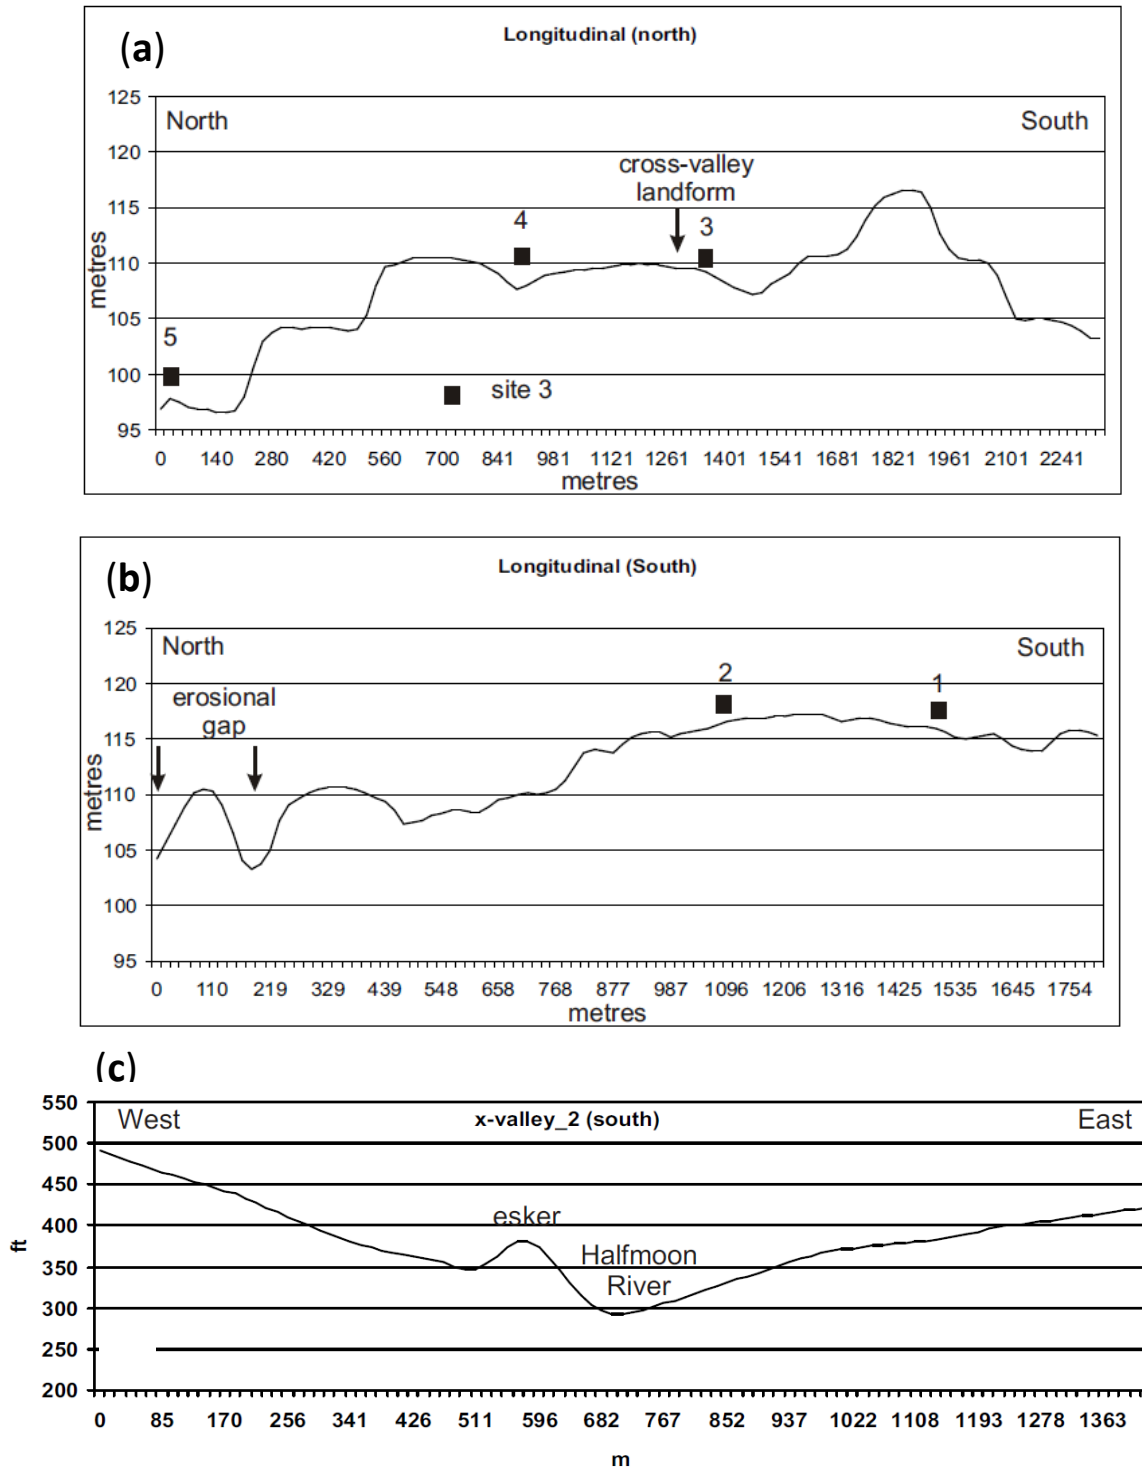 (a)
Longitudinal (north)
125
North
South
120
cross-valley
landform
115
4
3
110
metres
105
5
100
site 3
95
0 140 280 420 560 700 841 981 1121 1261 1401 1541 1681 1821 1961 2101 2241
metres
(b)
Longitudinal (South)
125
North
South
120
2
1
erosional
gap
115
metres
110
105
100
95
0 110 219 329 439 548 658 768 877 987 1096 1206 1316 1425 1535 1645 1754
metres
(c)
550
West
x-valley_2 (south)
East
500
450
esker
400
ft
Halfmoon
River
350
300
250
200
0 85 170 256 341 426 511 596 682 767 852 937 1022 1108 1193 1278 1363
m